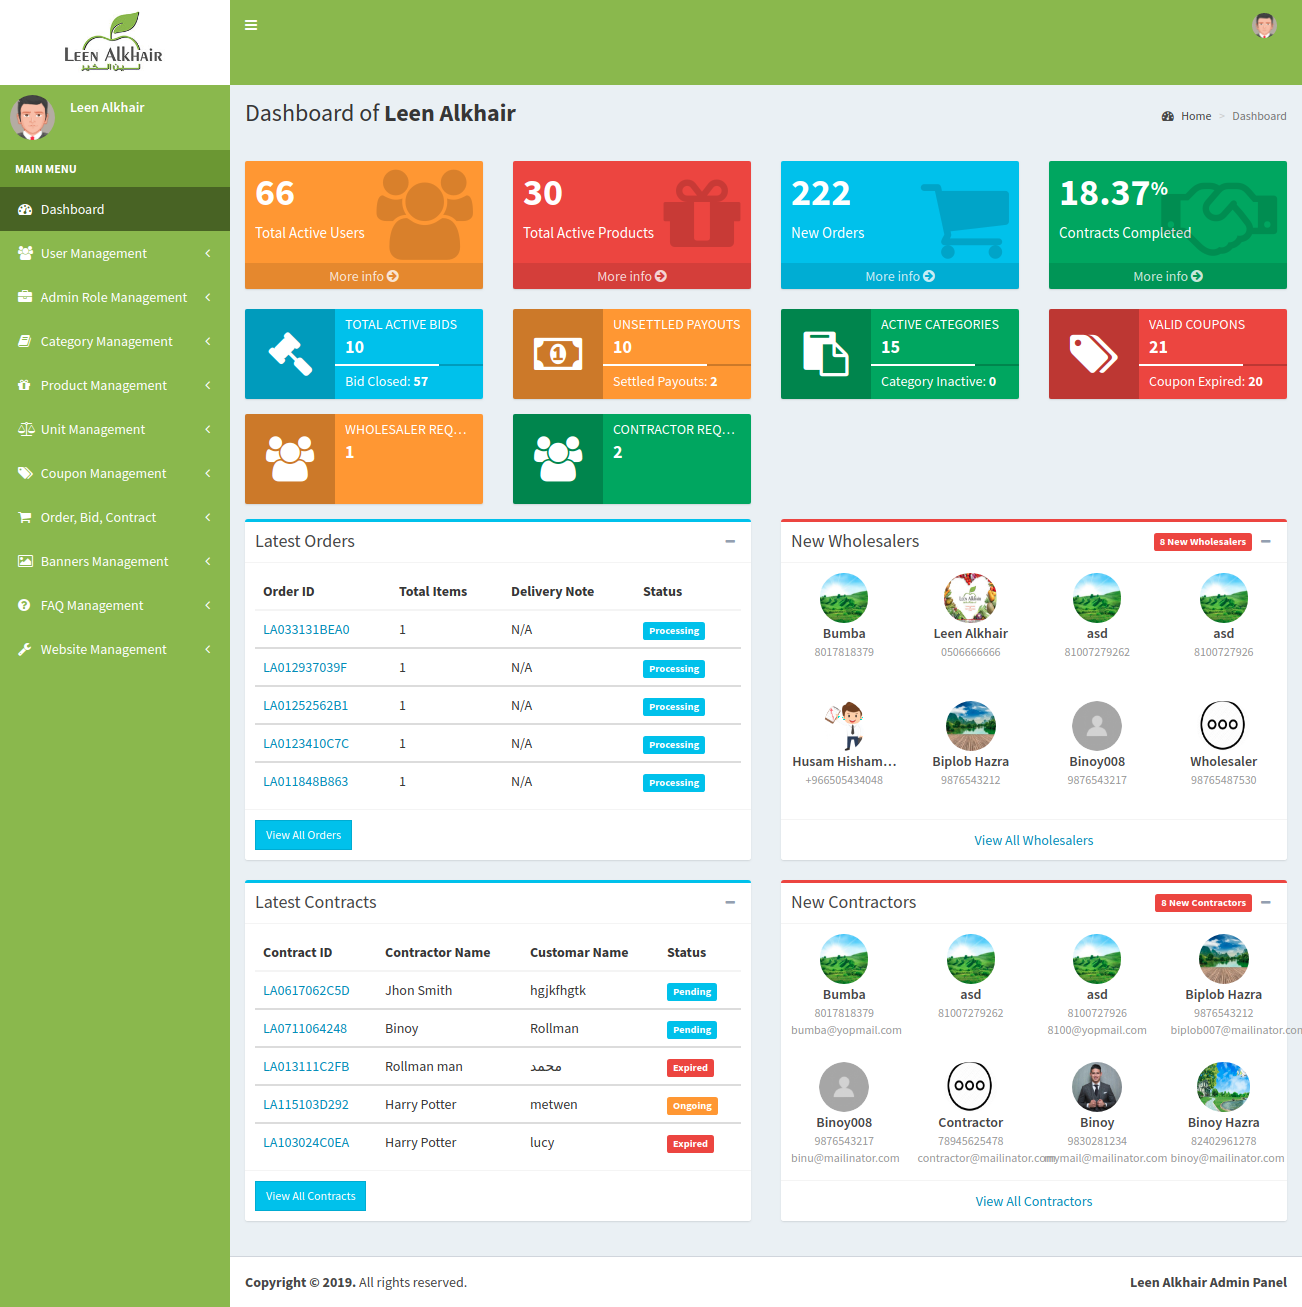 LEEN ALKHAIR
لـيـن الـخـيـر
Leen Alkhair
MAIN MENU
Dashboard
User Management
Admin Role Management
Category Management
Product Management
Unit Management
Coupon Management
Order, Bid, Contract
Banners Management
FAQ Management
Website Management
Dashboard of Leen Alkhair
Home > Dashboard
66
Total Active Users
More info
30
Total Active Products
More info
222
New Orders
More info
18.37%
Contracts Completed
More info
TOTAL ACTIVE BIDS
10
Bid Closed: 57
UNSETTLED PAYOUTS
10
Settled Payouts: 2
ACTIVE CATEGORIES
15
Category Inactive: 0
VALID COUPONS
21
Coupon Expired: 20
WHOLESALER REQ...
1
CONTRACTOR REQ...
2
Latest Orders
Order ID Total Items Delivery Note Status
LA033131BEA0 1 N/A Processing
LA012937039F 1 N/A Processing
LA01252562B1 1 N/A Processing
LA0123410C7C 1 N/A Processing
LA011848B863 1 N/A Processing
View All Orders
New Wholesalers
8 New Wholesalers
Bumba Leen Alkhair asd asd
8017818379 0506666666 81007279262 8100727926
Husam Hisham... Biplob Hazra Binoy008 Wholesaler
+966505434048 9876543212 9876543217 98765487530
View All Wholesalers
Latest Contracts
Contract ID Contractor Name Customar Name Status
LA0617062C5D Jhon Smith hgjkfhgtk Pending
LA0711064248 Binoy Rollman Pending
LA013111C2FB Rollman man محمد Expired
LA115103D292 Harry Potter metwen Ongoing
LA103024C0EA Harry Potter lucy Expired
View All Contracts
New Contractors
8 New Contractors
Bumba asd asd Biplob Hazra
8017818379 81007279262 8100727926 9876543212
bumba@yopmail.com 8100@yopmail.com biplob007@mailinator.con
Binoy008 Contractor Binoy Binoy Hazra
9876543217 78945625478 9830281234 82402961278
binu@mailinator.com contractor@mailinator.com mymail@mailinator.com binoy@mailinator.com
View All Contractors
Copyright © 2019. All rights reserved.
Leen Alkhair Admin Panel